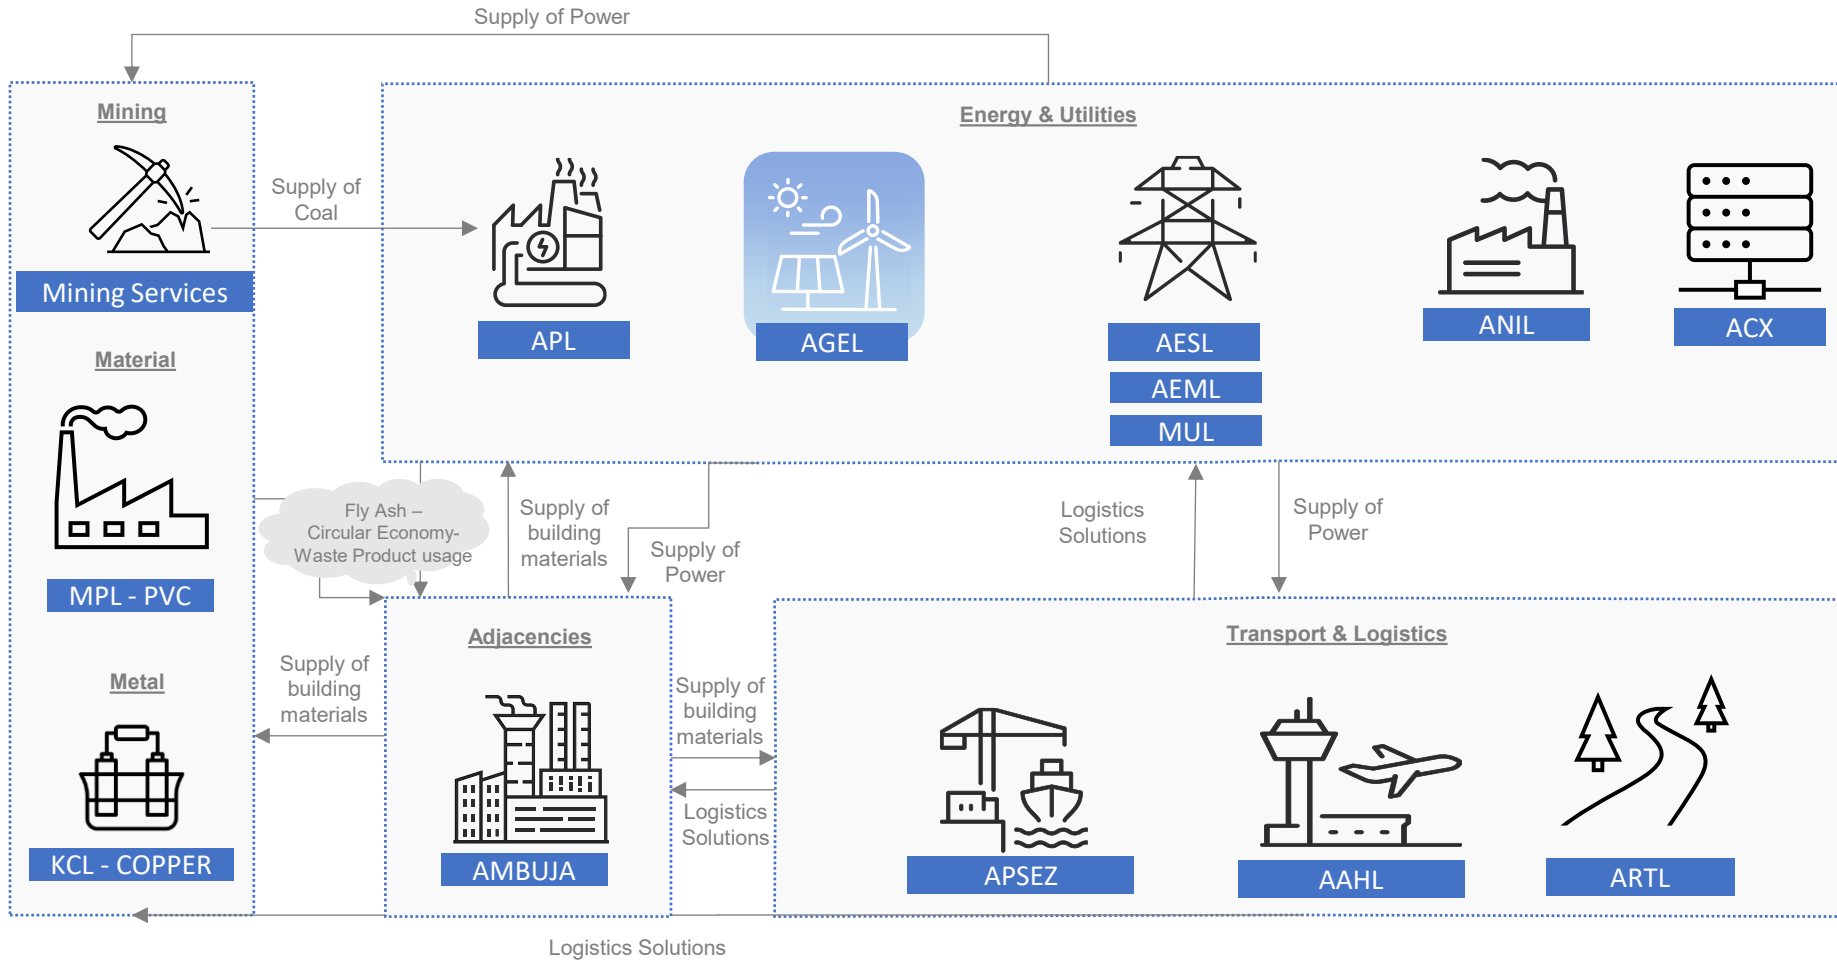 Supply of Power
Mining
Supply of
Coal
Mining Services
Material
MPL - PVC
Metal
KCL - COPPER
Energy & Utilities
APL
AGEL
AESL
AEML
MUL
ANIL
ACX
Fly Ash –
Circular Economy-
Waste Product usage
Supply of
building
materials
Supply of
Power
Logistics
Solutions
Supply of
Power
Supply of
building
materials
Adjacencies
AMBUJA
Supply of
building
materials
Logistics
Solutions
Transport & Logistics
APSEZ
AAHL
ARTL
Logistics Solutions